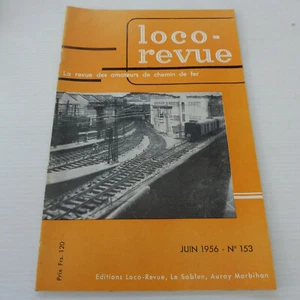 loco-
revue
La revue des amateurs de chemin de fer
JUIN 1956 - N° 153
Prix Frs. 120
Editions Loco-Revue, Le Sablen, Auray Morbihan